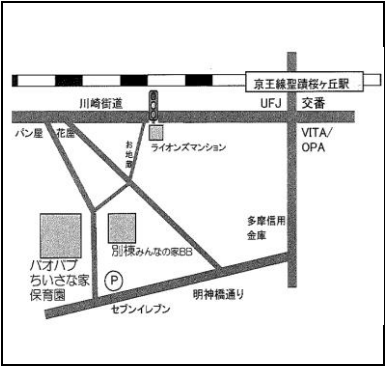 京王線聖蹟桜ヶ丘駅
川崎街道
UFJ
交番
パン屋
花屋
お地蔵
ライオンズマンション
VITA/
OPA
多摩信用
金庫
別棟みんなの家BB
バオバブ
ちいさな家
保育園
P
明神橋通り
セブンイレブン